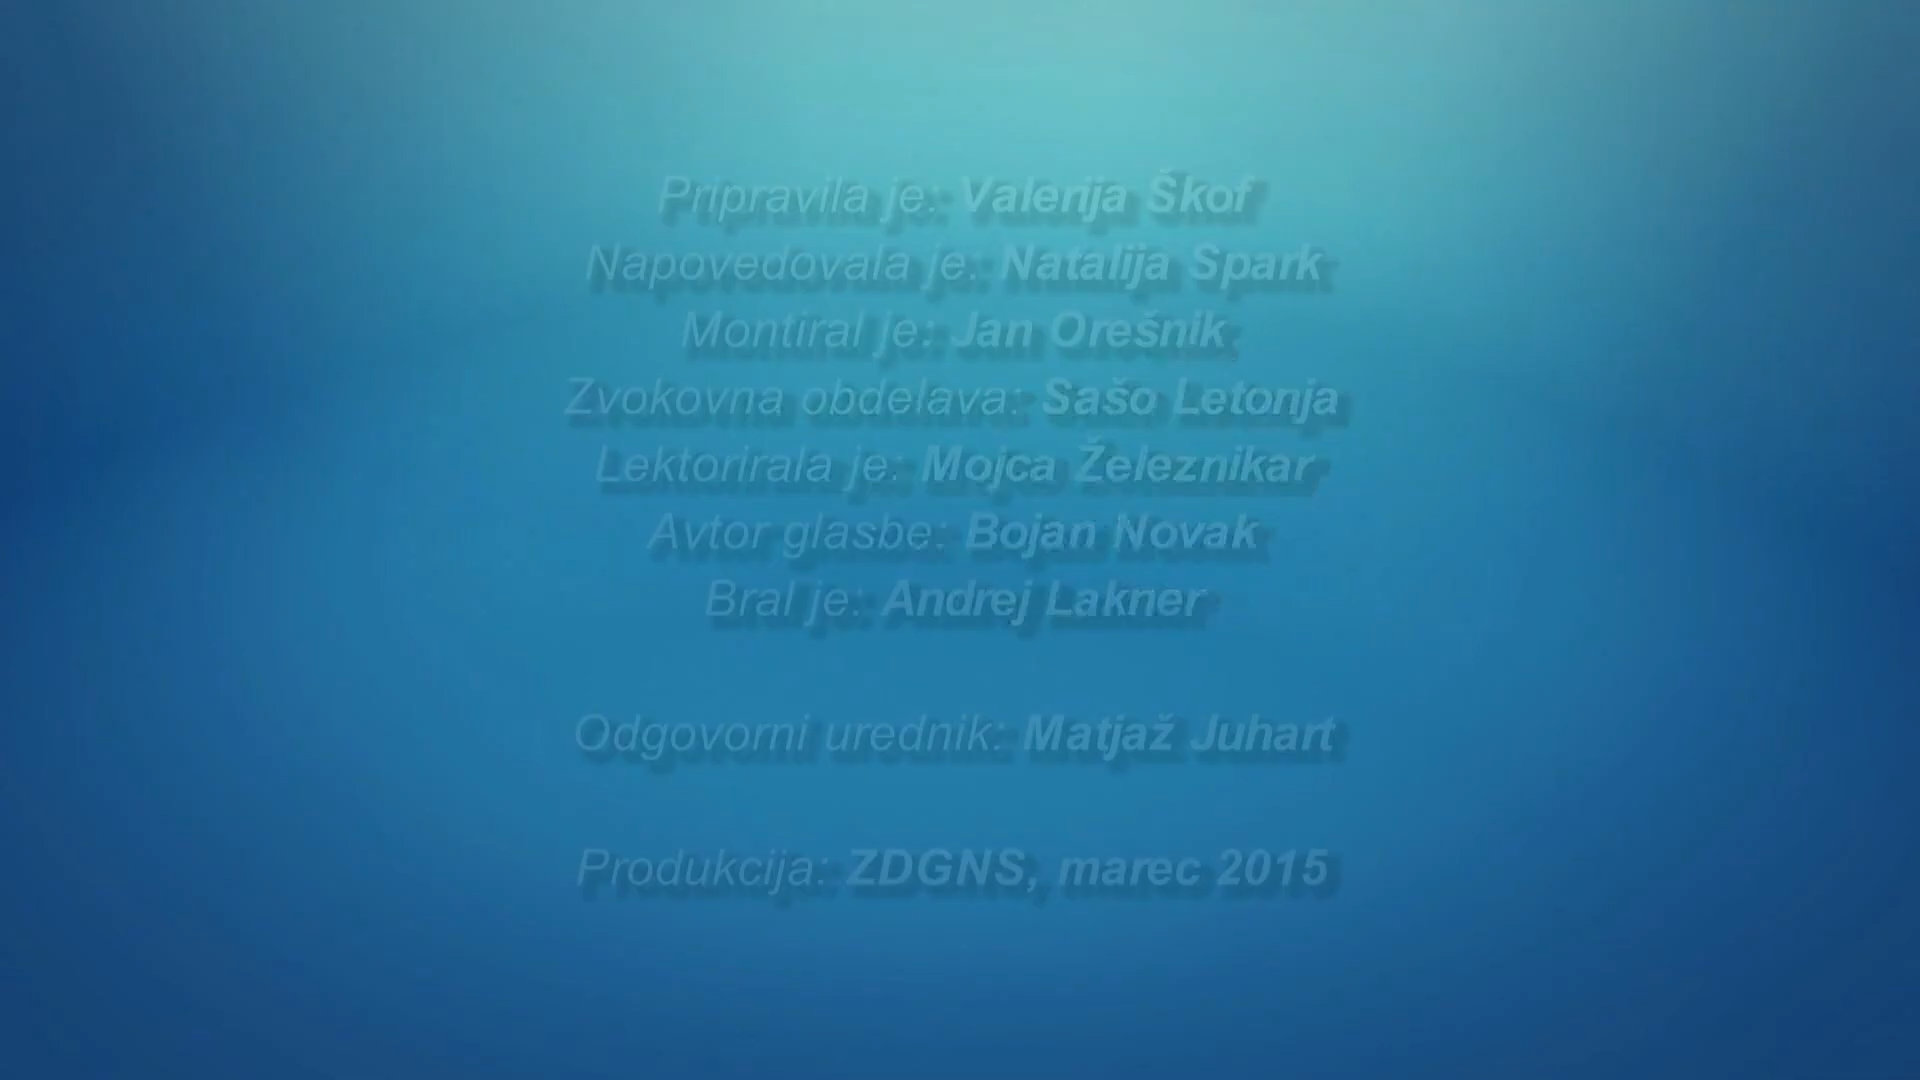 Pripravila je: Valerija Škof
Napovedovala je: Natalija Spark
Montiral je: Jan Orešnik
Zvokovna obdelava: Sašo Letonja
Lektorirala je: Mojca Železnikar
Avtor glasbe: Bojan Novak
Bral je: Andrej Lakner
Odgovorni urednik: Matjaž Juhart
Produkcija: ZDGNS, marec 2015